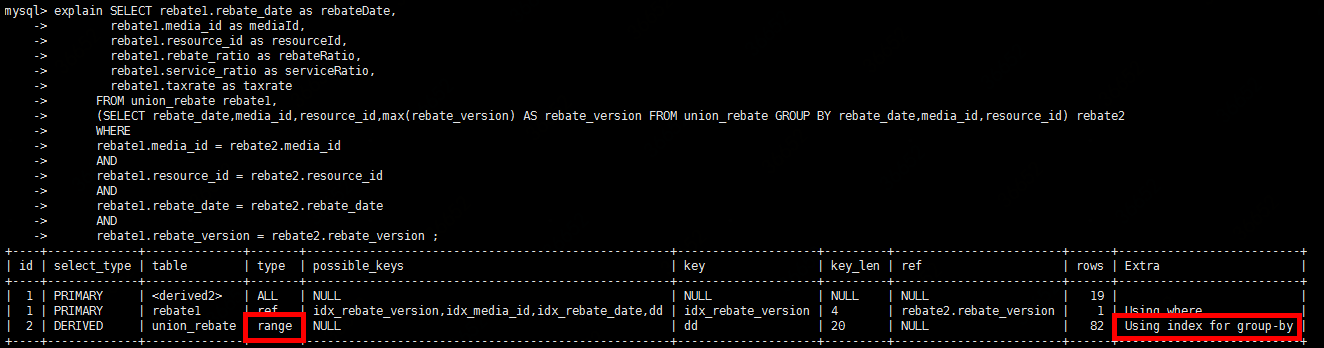 mysql> explain SELECT rebate1.rebate_date as rebateDate,
-> rebate1.media_id as mediaId,
-> rebate1.resource_id as resourceId,
-> rebate1.rebate_ratio as rebateRatio,
-> rebate1.service_ratio as serviceRatio,
-> rebate1.taxrate as taxrate
-> FROM union_rebate rebate1,
-> (SELECT rebate_date,media_id,resource_id,max(rebate_version) AS rebate_version FROM union_rebate GROUP BY rebate_date,media_id,resource_id) rebate2
-> WHERE
-> rebate1.media_id = rebate2.media_id
-> AND
-> rebate1.resource_id = rebate2.resource_id
-> AND
-> rebate1.rebate_date = rebate2.rebate_date
-> AND
-> rebate1.rebate_version = rebate2.rebate_version ;
+----+-------------+--------------+-------+-------------------------------------------------+--------------------+---------+------------------------+------+--------------------------+
| id | select_type | table | type | possible_keys | key | key_len | ref | rows | Extra |
+----+-------------+--------------+-------+-------------------------------------------------+--------------------+---------+------------------------+------+--------------------------+
| 1 | PRIMARY | <derived2> | ALL | NULL | NULL | NULL | NULL | 19 | |
| 1 | PRIMARY | rebate1 | ref | idx_rebate_version,idx_media_id,idx_rebate_date,dd | idx_rebate_version | 4 | rebate2.rebate_version | 1 | Using where |
| 2 | DERIVED | union_rebate | range | NULL | dd | 20 | NULL | 82 | Using index for group-by |
+----+-------------+--------------+-------+-------------------------------------------------+--------------------+---------+------------------------+------+--------------------------+